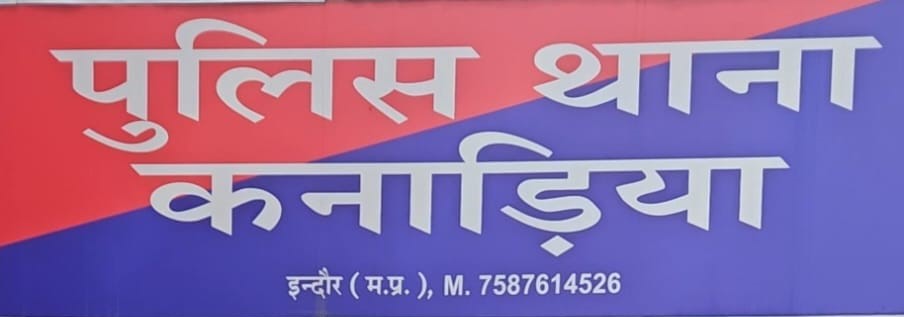 पुलिस थाना
कनाड़िया
इन्दौर ( म.प्र. ), M. 7587614526